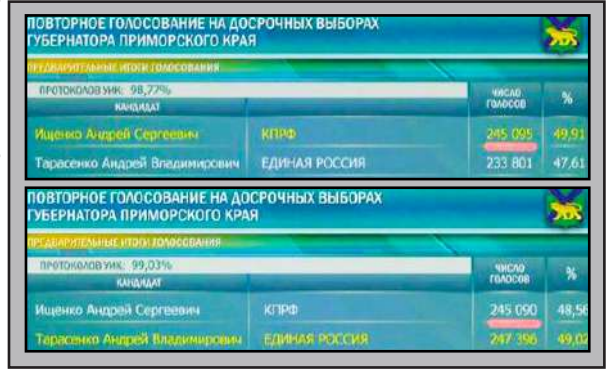 ПОВТОРНОЕ ГОЛОСОВАНИЕ НА ДОСРОЧНЫХ ВЫБОРАХ
ГУБЕРНАТОРА ПРИМОРСКОГО КРАЯ
ПРЕДВАРИТЕЛЬНЫЕ ИТОГИ ГОЛОСОВАНИЯ
ПРОТОКОЛОВ УИК: 98,77%
КАНДИДАТ ЧИСЛО ГОЛОСОВ %
Ищенко Андрей Сергеевич КПРФ 245 095 49,91
Тарасенко Андрей Владимирович ЕДИНАЯ РОССИЯ 233 801 47,61
ПОВТОРНОЕ ГОЛОСОВАНИЕ НА ДОСРОЧНЫХ ВЫБОРАХ
ГУБЕРНАТОРА ПРИМОРСКОГО КРАЯ
ПРЕДВАРИТЕЛЬНЫЕ ИТОГИ ГОЛОСОВАНИЯ
ПРОТОКОЛОВ УИК: 99,03%
КАНДИДАТ ЧИСЛО ГОЛОСОВ %
Ищенко Андрей Сергеевич КПРФ 245 090 48,56
Тарасенко Андрей Владимирович ЕДИНАЯ РОССИЯ 247 396 49,02